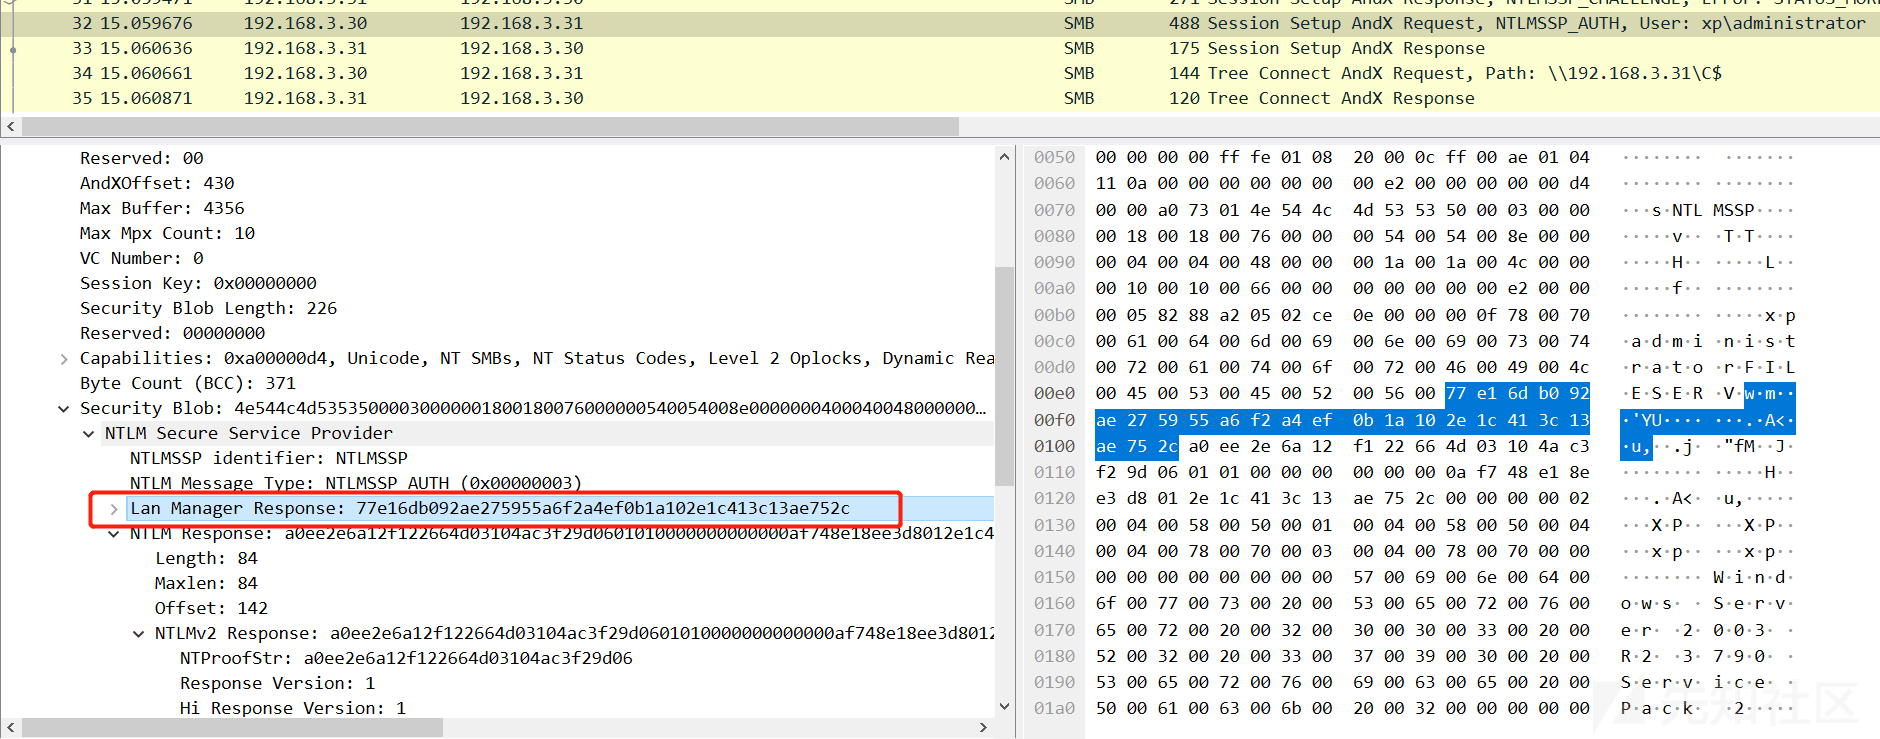 31 15.059471 192.168.3.31 192.168.3.30 SMB 271 Session Setup AndX Response, NTLMSSP_CHALLENGE, Error: STATUS_MOR
32 15.059676 192.168.3.30 192.168.3.31 SMB 488 Session Setup AndX Request, NTLMSSP_AUTH, User: xp\administrator
33 15.060636 192.168.3.31 192.168.3.30 SMB 175 Session Setup AndX Response
34 15.060661 192.168.3.30 192.168.3.31 SMB 144 Tree Connect AndX Request, Path: \\192.168.3.31\C$
35 15.060871 192.168.3.31 192.168.3.30 SMB 120 Tree Connect AndX Response
Reserved: 00
AndXOffset: 430
Max Buffer: 4356
Max Mpx Count: 10
VC Number: 0
Session Key: 0x00000000
Security Blob Length: 226
Reserved: 00000000
Capabilities: 0xa00000d4, Unicode, NT SMBs, NT Status Codes, Level 2 Oplocks, Dynamic Rea
Byte Count (BCC): 371
Security Blob: 4e544c4d53535000030000001800180076000000540054008e0000000400040048000000…
NTLM Secure Service Provider
NTLMSSP identifier: NTLMSSP
NTLM Message Type: NTLMSSP_AUTH (0x00000003)
Lan Manager Response: 77e16db092ae275955a6f2a4ef0b1a102e1c413c13ae752c
NTLM Response: a0ee2e6a12f122664d03104ac3f29d0601010000000000000af748e18ee3d8012e1c4
Length: 84
Maxlen: 84
Offset: 142
NTLMv2 Response: a0ee2e6a12f122664d03104ac3f29d0601010000000000000af748e18ee3d8012
NTProofStr: a0ee2e6a12f122664d03104ac3f29d06
Response Version: 1
Hi Response Version: 1
0050 00 00 00 00 ff fe 01 08 20 00 0c ff 00 ae 01 04 ········ ·······
0060 11 0a 00 00 00 00 00 00 00 e2 00 00 00 00 00 d4 ········ ········
0070 00 00 a0 73 01 4e 54 4c 4d 53 53 50 00 03 00 00 ···s·NTL MSSP····
0080 00 18 00 18 00 76 00 00 00 54 00 54 00 8e 00 00 ·····v·· ·T·T····
0090 00 04 00 04 00 48 00 00 00 1a 00 1a 00 4c 00 00 ·····H·· ·····L··
00a0 00 10 00 10 00 66 00 00 00 00 00 00 00 e2 00 00 ·····f·· ········
00b0 00 05 82 88 a2 05 02 ce 0e 00 00 00 0f 78 00 70 ········ ·····x·p
00c0 00 61 00 64 00 6d 00 69 00 6e 00 69 00 73 00 74 ·a·d·m·i ·n·i·s·t
00d0 00 72 00 61 00 74 00 6f 00 72 00 46 00 49 00 4c ·r·a·t·o ·r·F·I·L
00e0 00 45 00 53 00 45 00 52 00 56 00 77 e1 6d b0 92 ·E·S·E·R ·V·w·m··
00f0 ae 27 59 55 a6 f2 a4 ef 0b 1a 10 2e 1c 41 3c 13 ·'YU···· ···.·A<·
0100 ae 75 2c a0 ee 2e 6a 12 f1 22 66 4d 03 10 4a c3 ·u,··.j· ·"fM··J·
0110 f2 9d 06 01 01 00 00 00 00 00 00 0a f7 48 e1 8e ········ ·····H··
0120 e3 d8 01 2e 1c 41 3c 13 ae 75 2c 00 00 00 00 02 ···.·A<· ·u,·····
0130 00 04 00 58 00 50 00 01 00 04 00 58 00 50 00 04 ···X·P·· ···X·P··
0140 00 04 00 78 00 70 00 03 00 04 00 78 00 70 00 00 ···x·p·· ···x·p··
0150 00 00 00 00 00 00 00 00 57 00 69 00 6e 00 64 00 ········ W·i·n·d·
0160 6f 00 77 00 73 00 20 00 53 00 65 00 72 00 76 00 o·w·s· · S·e·r·v·
0170 65 00 72 00 20 00 32 00 30 00 30 00 33 00 20 00 e·r· ·2· 0·0·3· ·
0180 52 00 32 00 20 00 33 00 37 00 39 00 30 00 20 00 R·2· ·3· 7·9·0· ·
0190 53 00 65 00 72 00 76 00 69 00 63 00 65 00 20 00 S·e·r·v· i·c·e· ·
01a0 50 00 61 00 63 00 6b 00 20 00 32 00 00 00 00 00 P·a·c·k· ·2·····
先知社区